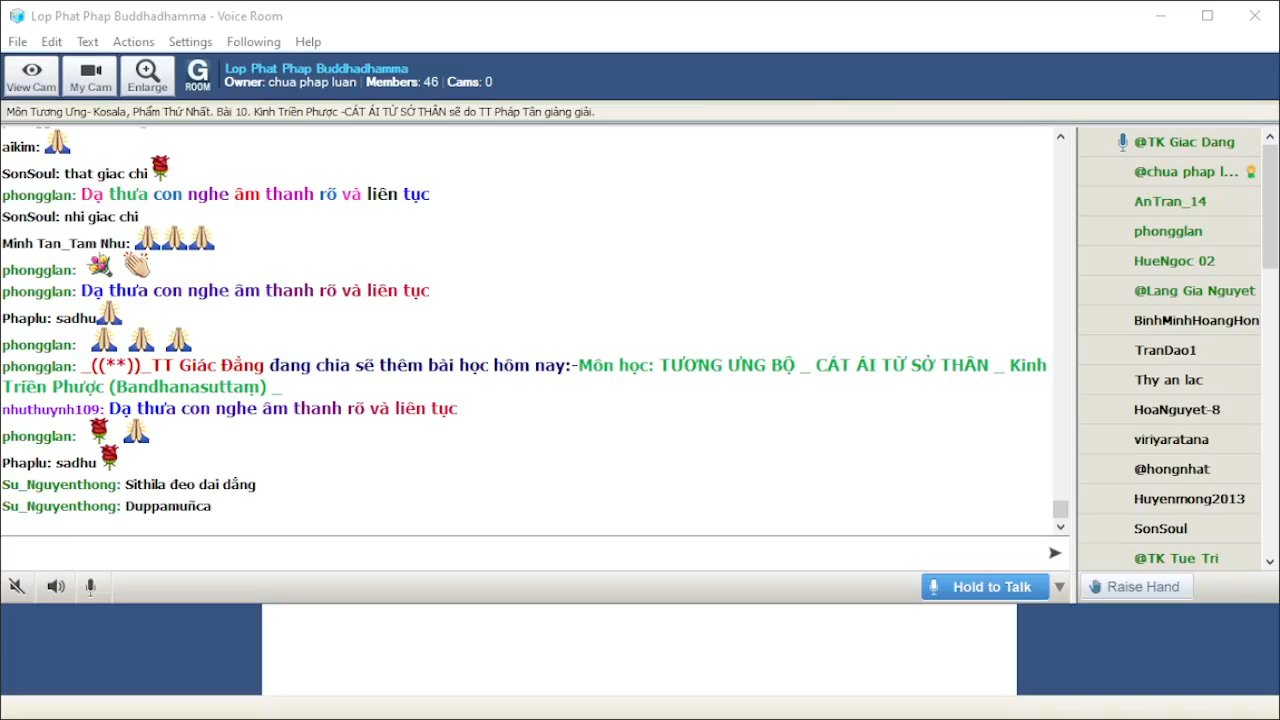 Lop Phat Phap Buddhadhamma - Voice Room
File Edit Text Actions Settings Following Help
View Cam My Cam Enlarge G ROOM
Lop Phat Phap Buddhadhamma
Owner: chua phap luan | Members: 46 | Cams: 0
Môn Tương Ưng- Kosala, Phẩm Thứ Nhất. Bài 10. Kinh Triền Phược -CÁT ÁI TỪ SỞ THÂN sẽ do TT Pháp Tân giảng giải.
aikim:
SonSoul: that giac chi
phongglan: Dạ thưa con nghe âm thanh rõ và liên tục
SonSoul: nhi giac chi
Minh Tan_Tam Nhu:
phongglan:
phongglan: Dạ thưa con nghe âm thanh rõ và liên tục
Phaplu: sadhu
phongglan:
phongglan: _((**))_TT Giác Đẳng đang chia sẽ thêm bài học hôm nay:-Môn học: TƯƠNG ƯNG BỘ _ CÁT ÁI TỪ SỞ THÂN _ Kinh
Triền Phược (Bandhanasuttaṃ) _
nhuthuynh109: Dạ thưa con nghe âm thanh rõ và liên tục
phongglan:
Phaplu: sadhu
Su_Nguyenthong: Sithila đeo dai dẳng
Su_Nguyenthong: Duppamuñca
@TK Giac Dang
@chua phap l...
AnTran_14
phongglan
HueNgoc 02
@Lang Gia Nguyet
BinhMinhHoangHon
TranDao1
Thy an lac
HoaNguyet-8
viriyaratana
@hongnhat
Huyenmong2013
SonSoul
@TK Tue Tri
Hold to Talk
Raise Hand